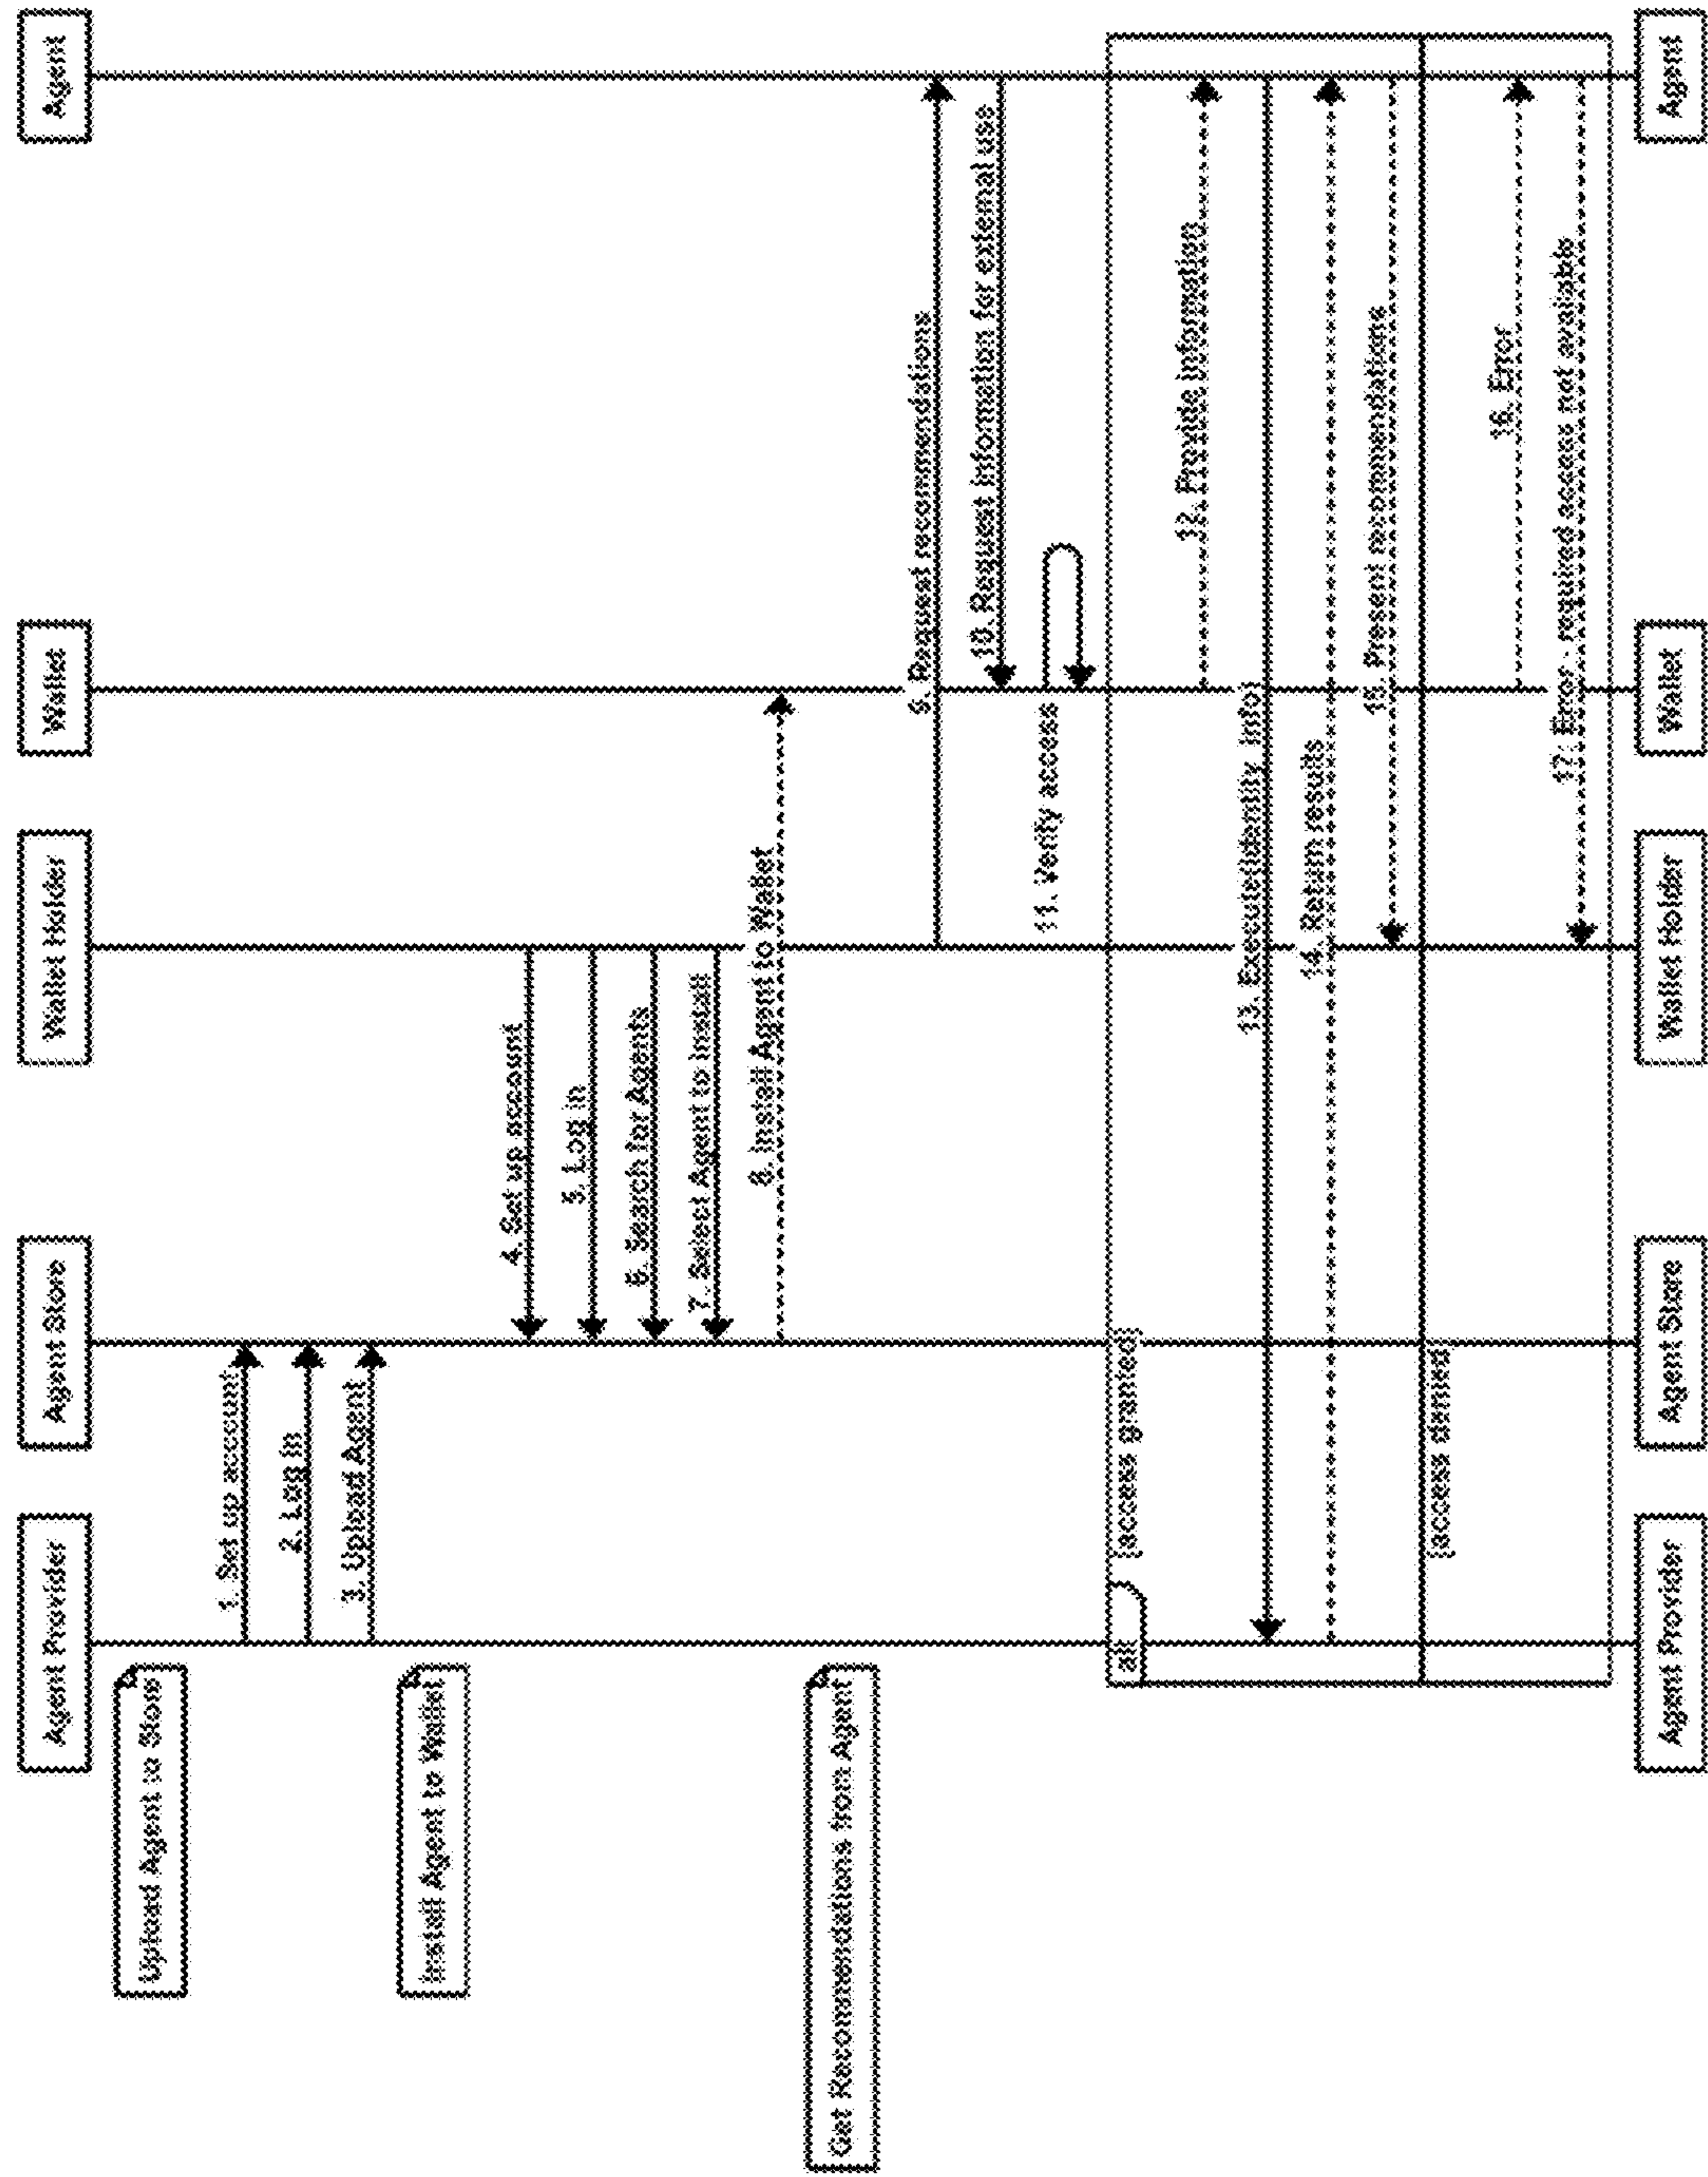 Agent Provider
Agent Store
Wallet Holder
Wallet
Agent
Upload Agent to Store
1. Set up account
2. Log in
3. Upload Agent
Install Agent to Wallet
4. Set up account
5. Log in
6. Search for Agents
7. Select Agent to install
8. Install Agent to Wallet
Get Recommendations from Agent
9. Request recommendations
10. Request information for external use
11. Verify access
alt
[access granted]
12. Provide information
13. Execute(identity info)
14. Return results
15. Present recommendations
[access denied]
16. Error
17. Error - required access not available
Agent Provider
Agent Store
Wallet Holder
Wallet
Agent